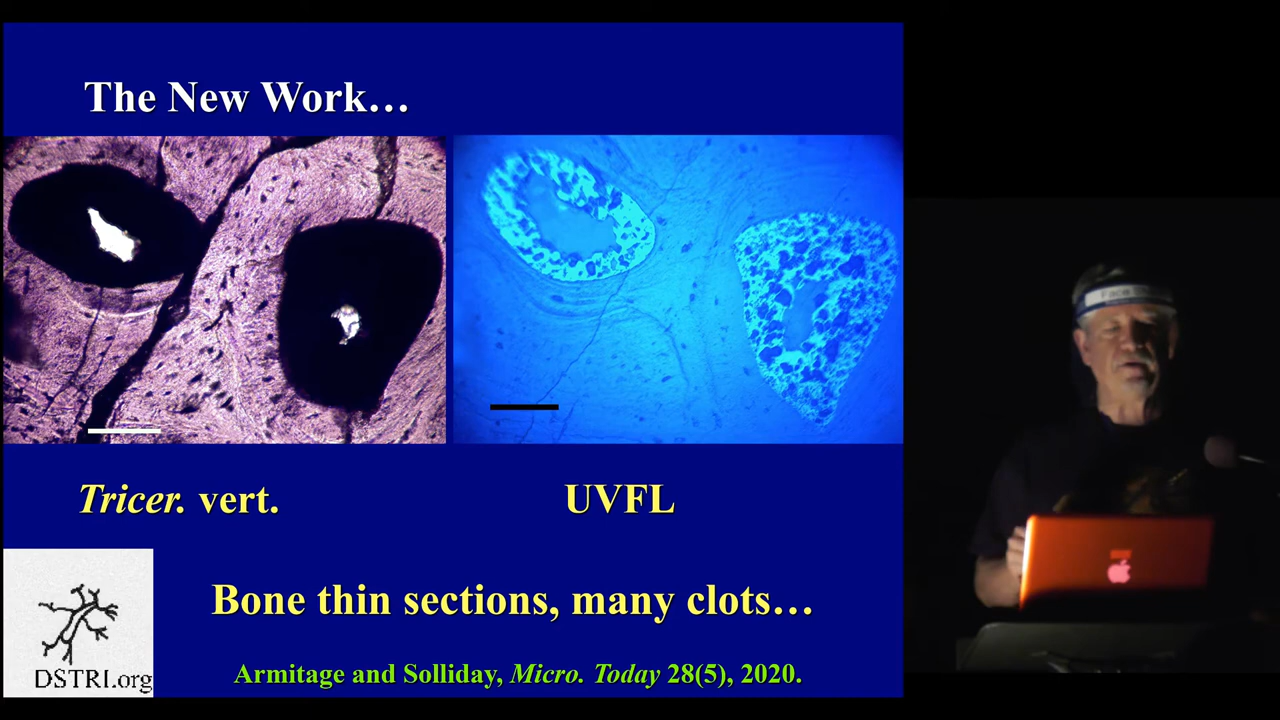 The New Work…
Tricer. vert.
UVFL
Bone thin sections, many clots…
DSTRI.org
Armitage and Solliday, Micro. Today 28(5), 2020.
Face